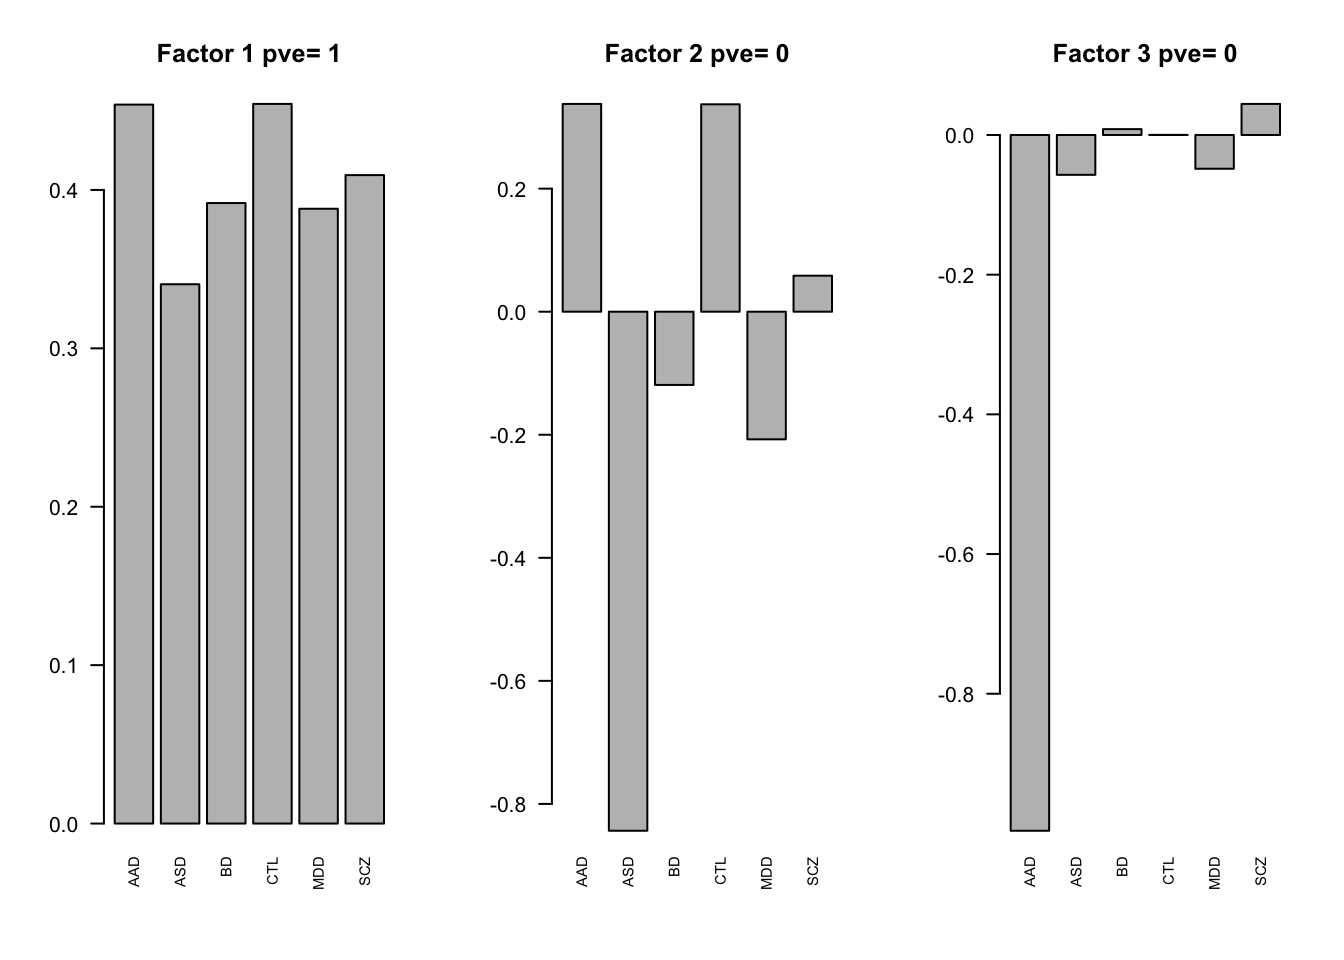 Factor 1 pve= 1
0.4
0.3
0.2
0.1
0.0
AAD
ASD
BD
CTL
MDD
SCZ
Factor 2 pve= 0
0.2
0.0
-0.2
-0.4
-0.6
-0.8
AAD
ASD
BD
CTL
MDD
SCZ
Factor 3 pve= 0
0.0
-0.2
-0.4
-0.6
-0.8
AAD
ASD
BD
CTL
MDD
SCZ